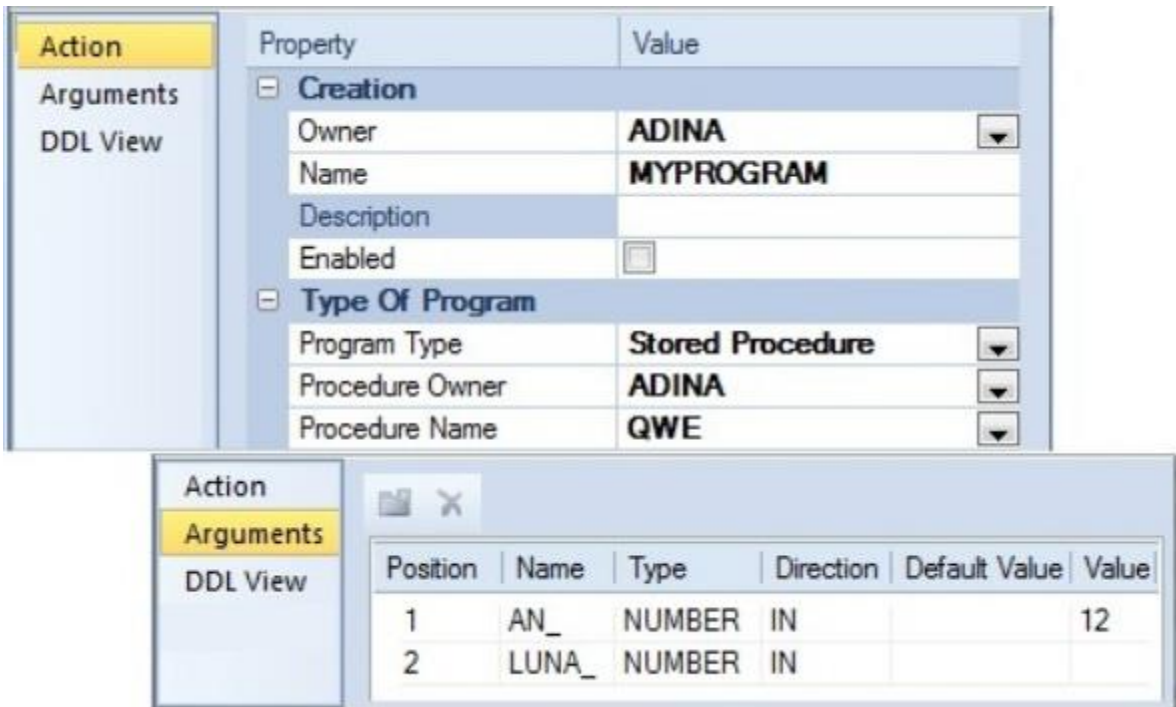 Action
Arguments
DDL View
Property Value
Creation
Owner ADINA
Name MYPROGRAM
Description
Enabled
Type Of Program
Program Type Stored Procedure
Procedure Owner ADINA
Procedure Name QWE
Action
Arguments
DDL View
Position Name Type Direction Default Value Value
1 AN_ NUMBER IN 12
2 LUNA_ NUMBER IN